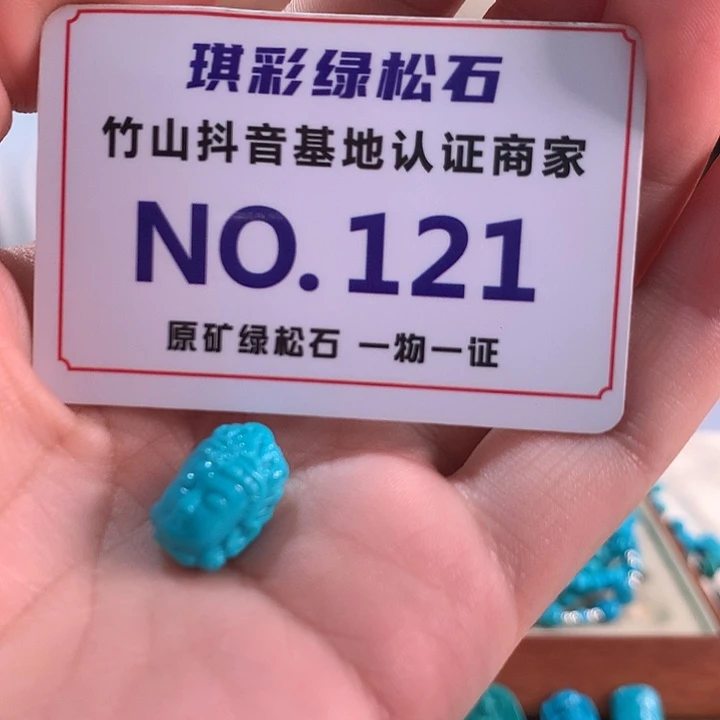 琪彩绿松石
竹山抖音基地认证商家
NO.121
原矿绿松石 一物一证